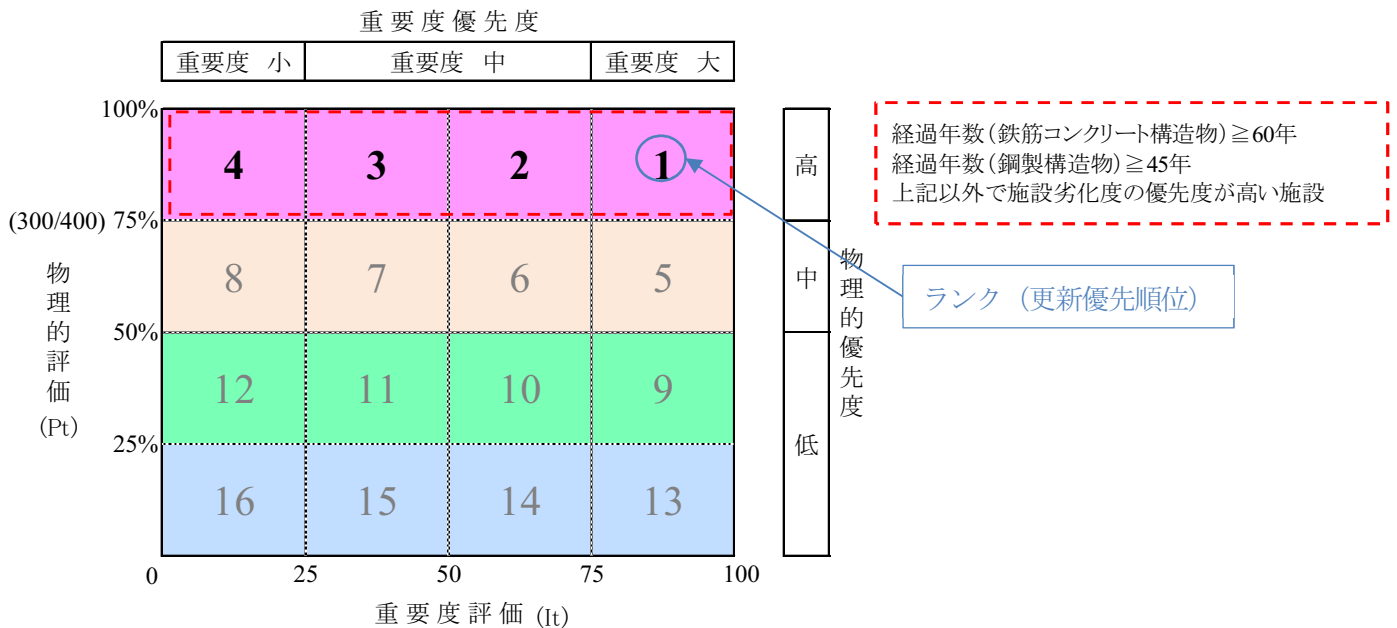 重要度優先度
重要度 小 重要度 中 重要度 大
100%
4 3 2 1
高
経過年数(鉄筋コンクリート構造物)≧60年
経過年数(鋼製構造物)≧45年
上記以外で施設劣化度の優先度が高い施設
(300/400) 75%
8 7 6 5
中
ランク (更新優先順位)
50%
物理的評価
(Pt)
12 11 10 9
物理的優先度
25%
低
16 15 14 13
0 25 50 75 100
重要度評価 (It)